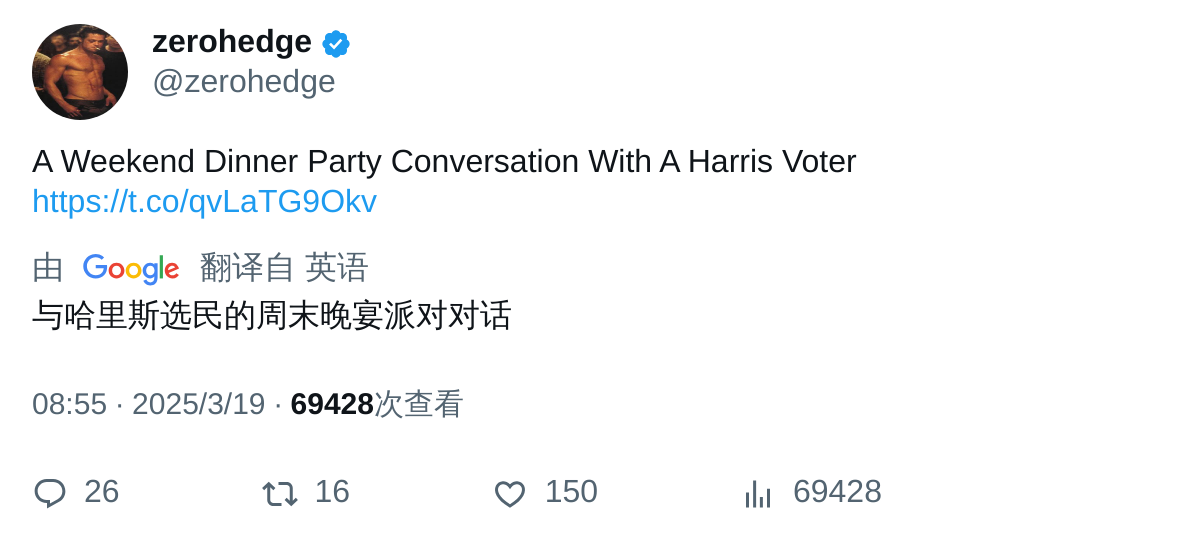 zerohedge
@zerohedge
A Weekend Dinner Party Conversation With A Harris Voter
https://t.co/qvLaTG9Okv
由 Google 翻译自 英语
与哈里斯选民的周末晚宴派对对话
08:55 · 2025/3/19 · 69428次查看
26 16 150 69428